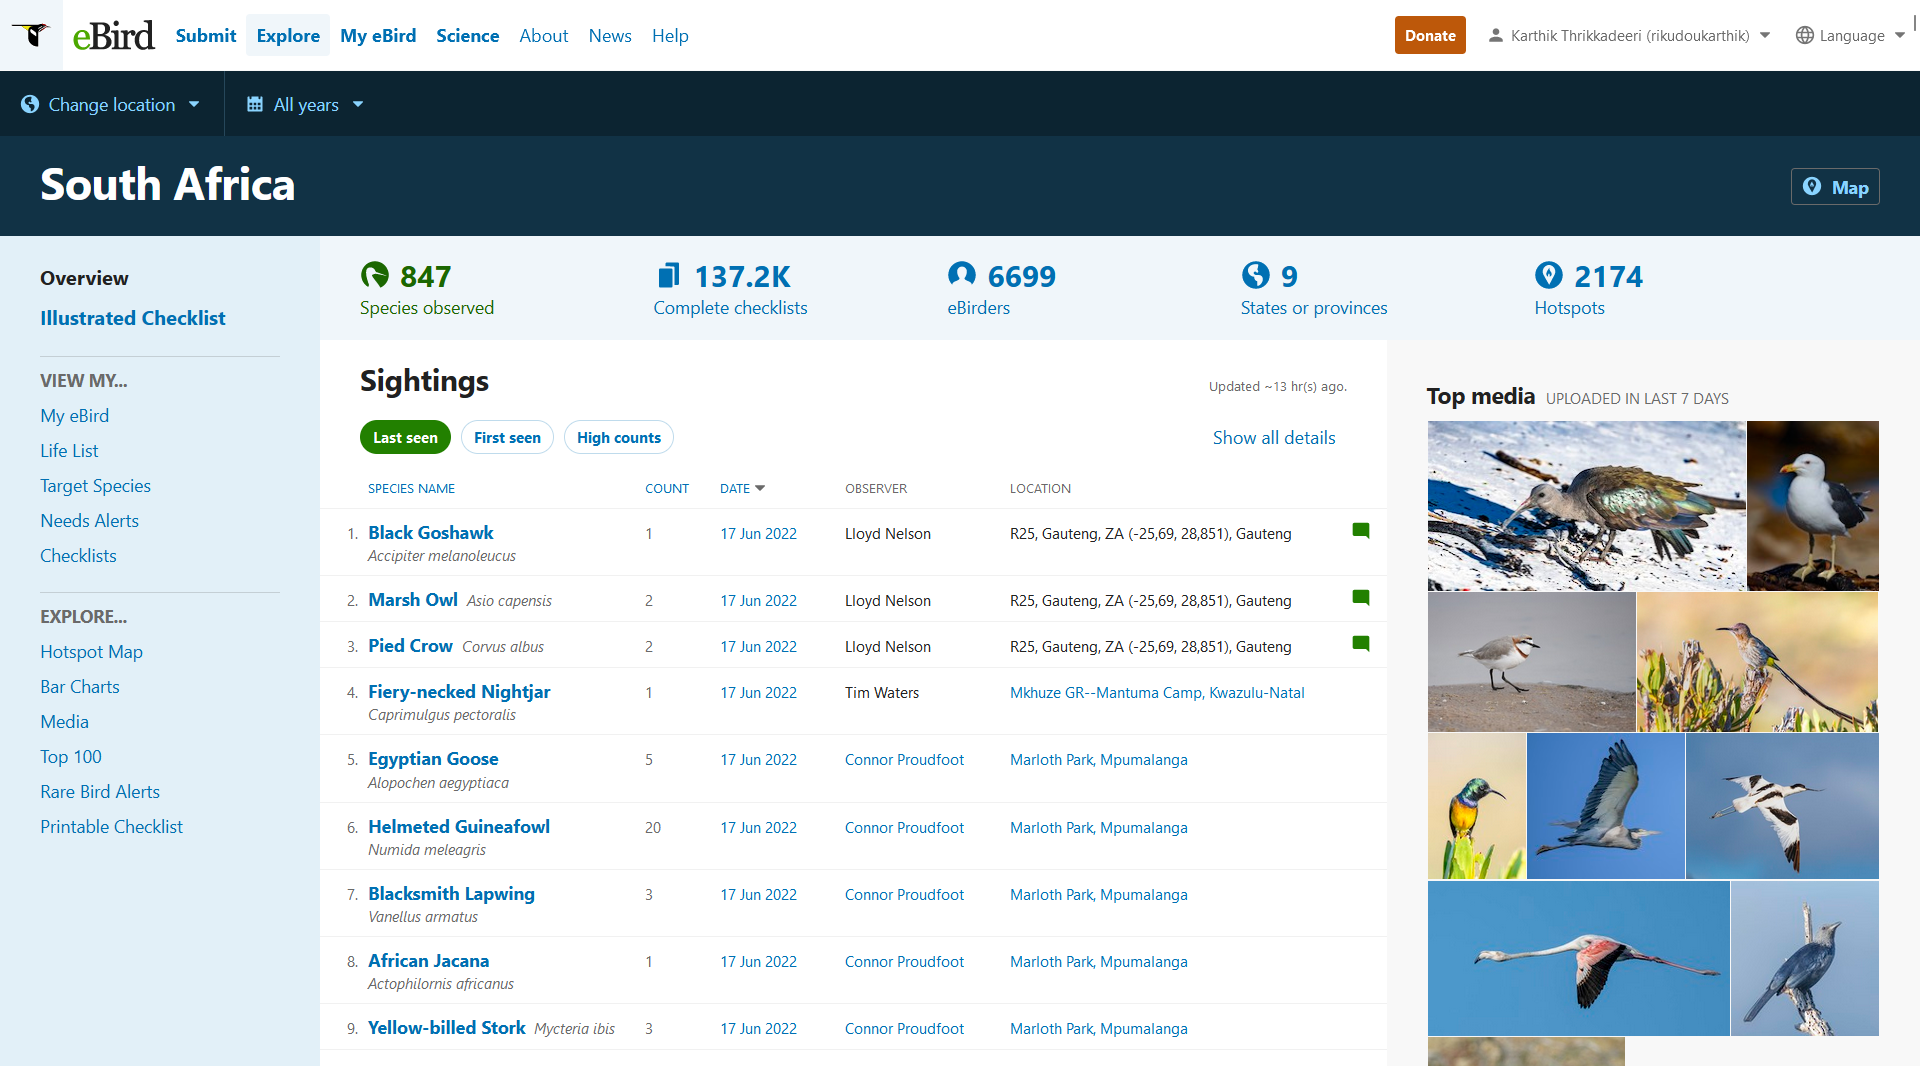 eBird Submit Explore My eBird Science About News Help Donate Karthik Thrikkadeeri (rikudoukarthik) Language
Change location All years
South Africa Map
Overview
Illustrated Checklist
VIEW MY...
My eBird
Life List
Target Species
Needs Alerts
Checklists
EXPLORE...
Hotspot Map
Bar Charts
Media
Top 100
Rare Bird Alerts
Printable Checklist
847 137.2K 6699 9 2174
Species observed Complete checklists eBirders States or provinces Hotspots
Sightings Updated ~13 hr(s) ago.
Last seen First seen High counts Show all details
SPECIES NAME COUNT DATE OBSERVER LOCATION
1. Black Goshawk 1 17 Jun 2022 Lloyd Nelson R25, Gauteng, ZA (-25,69, 28,851), Gauteng
Accipiter melanoleucus
2. Marsh Owl Asio capensis 2 17 Jun 2022 Lloyd Nelson R25, Gauteng, ZA (-25,69, 28,851), Gauteng
3. Pied Crow Corvus albus 2 17 Jun 2022 Lloyd Nelson R25, Gauteng, ZA (-25,69, 28,851), Gauteng
4. Fiery-necked Nightjar 1 17 Jun 2022 Tim Waters Mkhuze GR--Mantuma Camp, Kwazulu-Natal
Caprimulgus pectoralis
5. Egyptian Goose 5 17 Jun 2022 Connor Proudfoot Marloth Park, Mpumalanga
Alopochen aegyptiaca
6. Helmeted Guineafowl 20 17 Jun 2022 Connor Proudfoot Marloth Park, Mpumalanga
Numida meleagris
7. Blacksmith Lapwing 3 17 Jun 2022 Connor Proudfoot Marloth Park, Mpumalanga
Vanellus armatus
8. African Jacana 1 17 Jun 2022 Connor Proudfoot Marloth Park, Mpumalanga
Actophilornis africanus
9. Yellow-billed Stork Mycteria ibis 3 17 Jun 2022 Connor Proudfoot Marloth Park, Mpumalanga
Top media UPLOADED IN LAST 7 DAYS